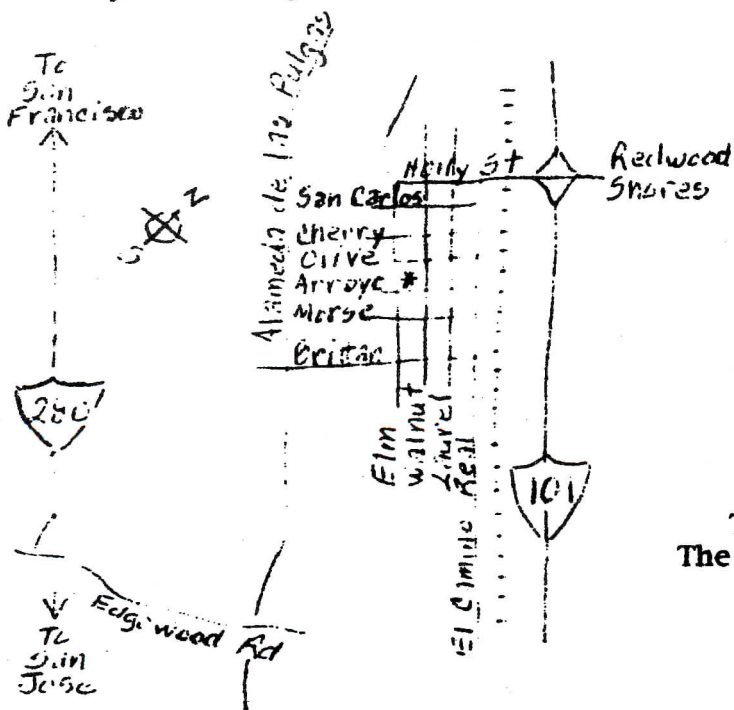 To
San
Francisco
Alameda de las Pulgas
Holly St
Redwood
Shores
San Carlos
Cherry
Olive
Arroyo *
Morse
Brittan
N
S
280
Elm
Walnut
Laurel
El Camino Real
101
The
Edgewood Rd
To
San
Jose